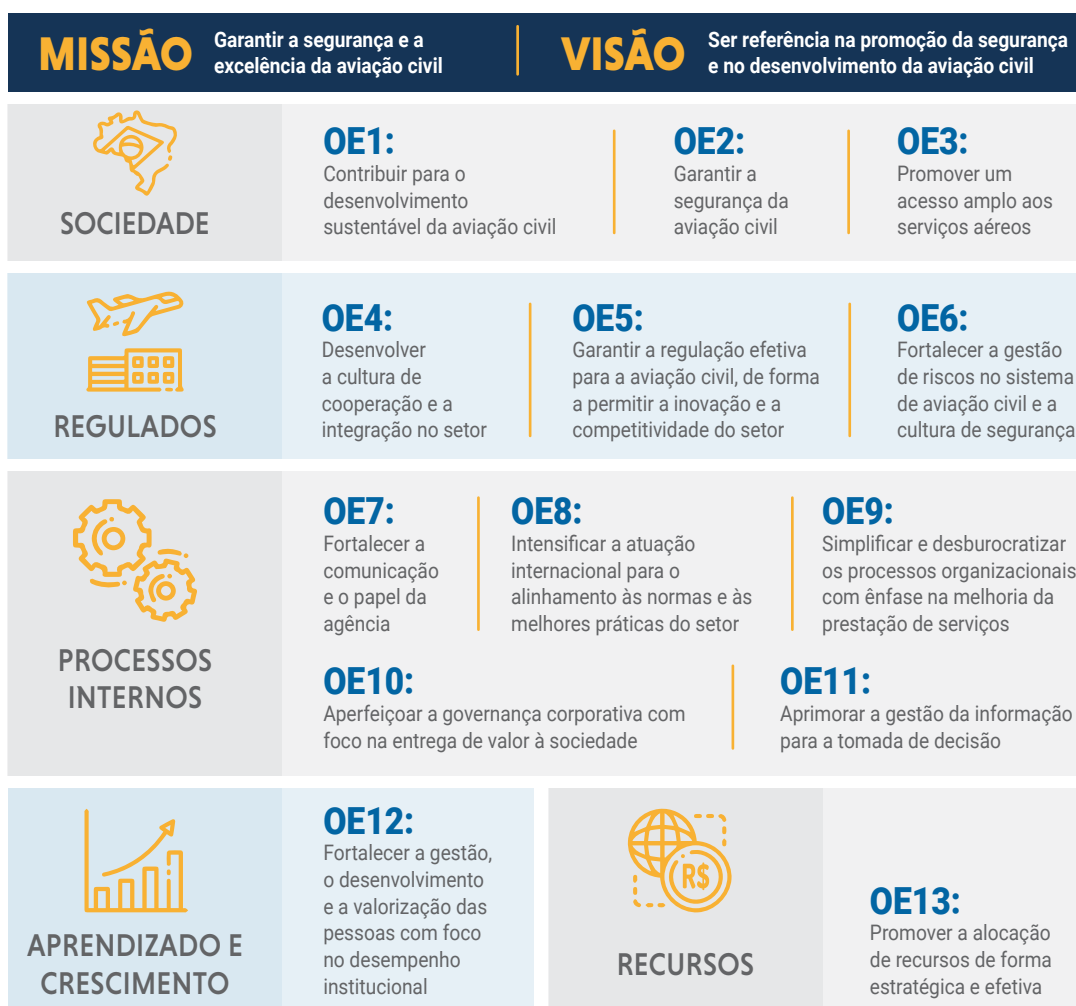 MISSÃO
Garantir a segurança e a
excelência da aviação civil
VISÃO
Ser referência na promoção da segurança
e no desenvolvimento da aviação civil
SOCIEDADE
OE1:
Contribuir para o
desenvolvimento
sustentável da aviação civil
OE2:
Garantir a
segurança da
aviação civil
OE3:
Promover um
acesso amplo aos
serviços aéreos
REGULADOS
OE4:
Desenvolver
a cultura de
cooperação e a
integração no setor
OE5:
Garantir a regulação efetiva
para a aviação civil, de forma
a permitir a inovação e a
competitividade do setor
OE6:
Fortalecer a gestão
de riscos no sistema
de aviação civil e a
cultura de segurança
PROCESSOS
INTERNOS
OE7:
Fortalecer a
comunicação
e o papel da
agência
OE8:
Intensificar a atuação
internacional para o
alinhamento às normas e às
melhores práticas do setor
OE9:
Simplificar e desburocratizar
os processos organizacionais
com ênfase na melhoria da
prestação de serviços
OE10:
Aperfeiçoar a governança corporativa com
foco na entrega de valor à sociedade
OE11:
Aprimorar a gestão da informação
para a tomada de decisão
APRENDIZADO E
CRESCIMENTO
OE12:
Fortalecer a gestão,
o desenvolvimento
e a valorização das
pessoas com foco
no desempenho
institucional
R$
RECURSOS
OE13:
Promover a alocação
de recursos de forma
estratégica e efetiva